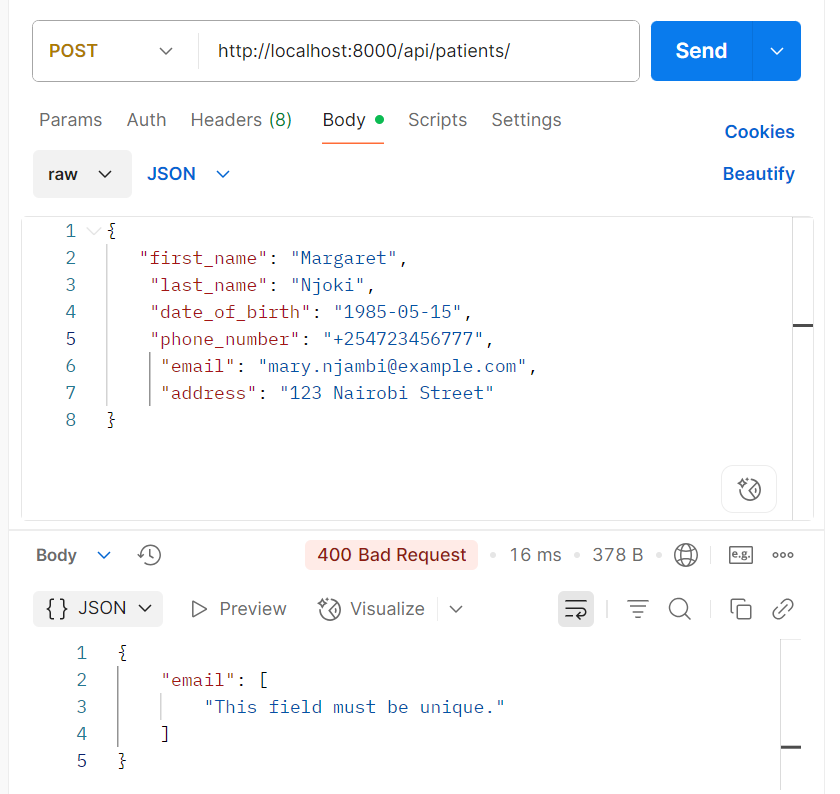 POST http://localhost:8000/api/patients/ Send
Params Auth Headers (8) Body Scripts Settings Cookies
raw JSON Beautify
1 {
2 "first_name": "Margaret",
3 "last_name": "Njoki",
4 "date_of_birth": "1985-05-15",
5 "phone_number": "+254723456777",
6 "email": "mary.njambi@example.com",
7 "address": "123 Nairobi Street"
8 }
Body 400 Bad Request 16 ms 378 B e.g.
{} JSON Preview Visualize
1 {
2 "email": [
3 "This field must be unique."
4 ]
5 }